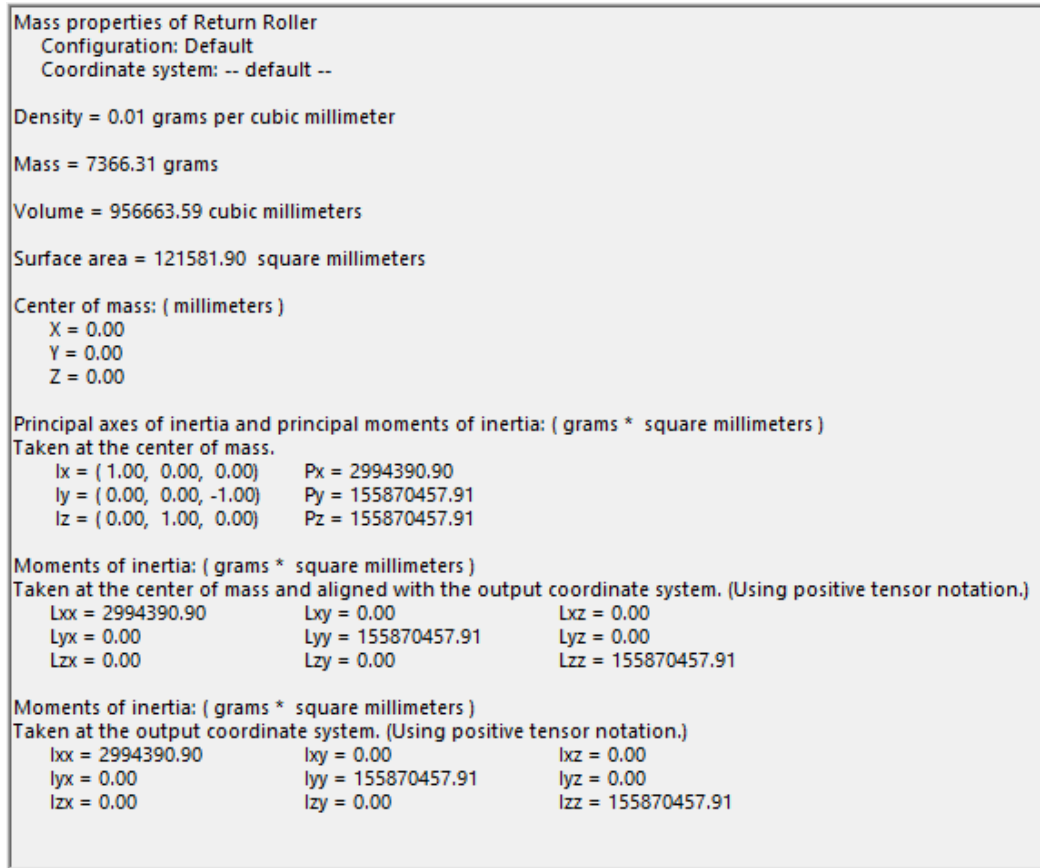 Mass properties of Return Roller
Configuration: Default
Coordinate system: -- default --
Density = 0.01 grams per cubic millimeter
Mass = 7366.31 grams
Volume = 956663.59 cubic millimeters
Surface area = 121581.90 square millimeters
Center of mass: ( millimeters )
X = 0.00
Y = 0.00
Z = 0.00
Principal axes of inertia and principal moments of inertia: ( grams * square millimeters )
Taken at the center of mass.
Ix = ( 1.00, 0.00, 0.00) Px = 2994390.90
Iy = ( 0.00, 0.00, -1.00) Py = 155870457.91
Iz = ( 0.00, 1.00, 0.00) Pz = 155870457.91
Moments of inertia: ( grams * square millimeters )
Taken at the center of mass and aligned with the output coordinate system. (Using positive tensor notation.)
Lxx = 2994390.90 Lxy = 0.00 Lxz = 0.00
Lyx = 0.00 Lyy = 155870457.91 Lyz = 0.00
Lzx = 0.00 Lzy = 0.00 Lzz = 155870457.91
Moments of inertia: ( grams * square millimeters )
Taken at the output coordinate system. (Using positive tensor notation.)
Ixx = 2994390.90 Ixy = 0.00 Ixz = 0.00
Iyx = 0.00 Iyy = 155870457.91 Iyz = 0.00
Izx = 0.00 Izy = 0.00 Izz = 155870457.91